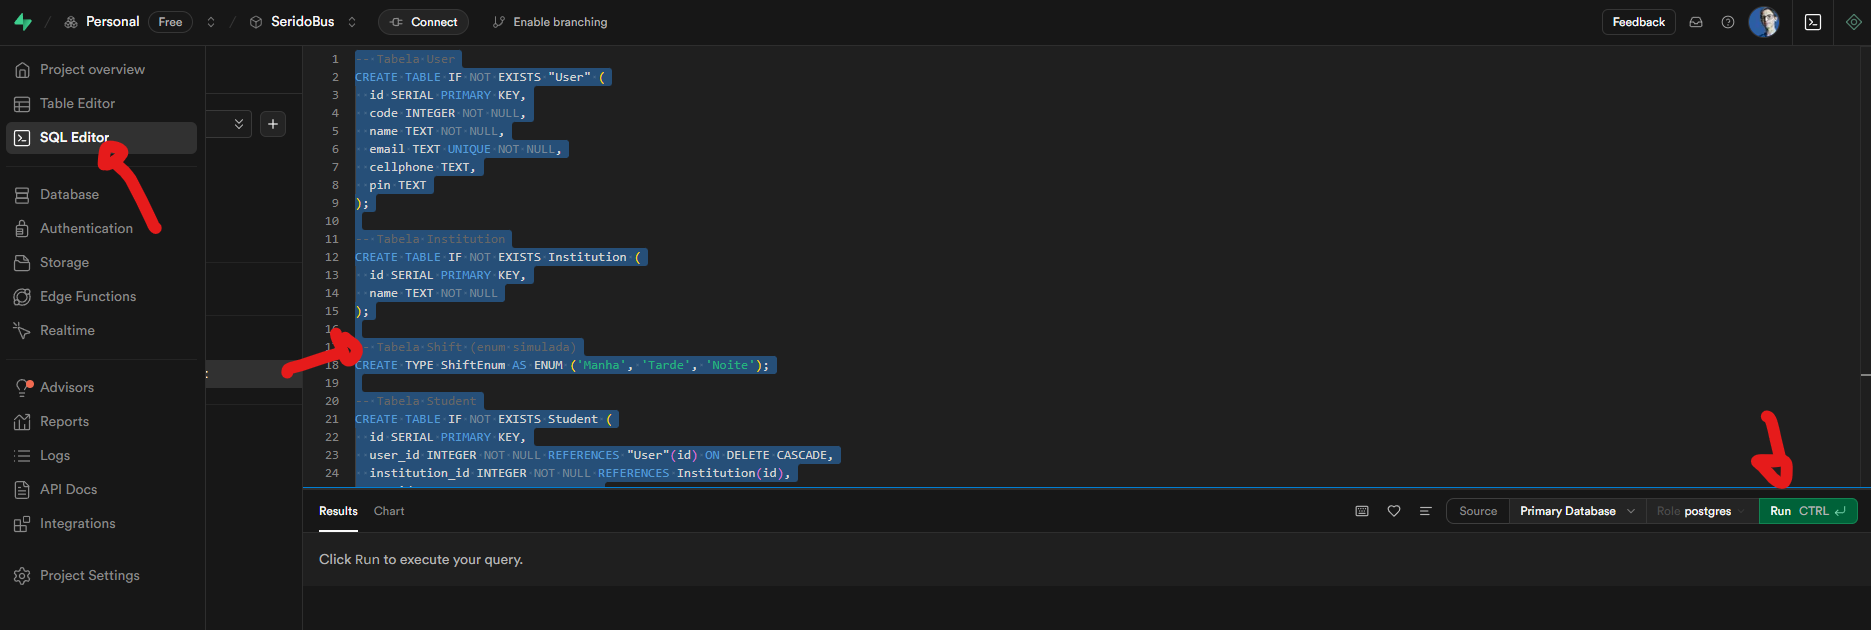 Personal Free SeridoBus Connect Enable branching Feedback
Project overview
Table Editor
SQL Editor
Database
Authentication
Storage
Edge Functions
Realtime
Advisors
Reports
Logs
API Docs
Integrations
Project Settings
1 -- Tabela User
2 CREATE TABLE IF NOT EXISTS "User" (
3 id SERIAL PRIMARY KEY,
4 code INTEGER NOT NULL,
5 name TEXT NOT NULL,
6 email TEXT UNIQUE NOT NULL,
7 cellphone TEXT,
8 pin TEXT
9 );
10
11 -- Tabela Institution
12 CREATE TABLE IF NOT EXISTS Institution (
13 id SERIAL PRIMARY KEY,
14 name TEXT NOT NULL
15 );
16
-- Tabela Shift (enum simulada)
18 CREATE TYPE ShiftEnum AS ENUM ('Manha', 'Tarde', 'Noite');
19
20 -- Tabela Student
21 CREATE TABLE IF NOT EXISTS Student (
22 id SERIAL PRIMARY KEY,
23 user_id INTEGER NOT NULL REFERENCES "User"(id) ON DELETE CASCADE,
24 institution_id INTEGER NOT NULL REFERENCES Institution(id),
Results Chart Source Primary Database Role postgres Run CTRL
Click Run to execute your query.